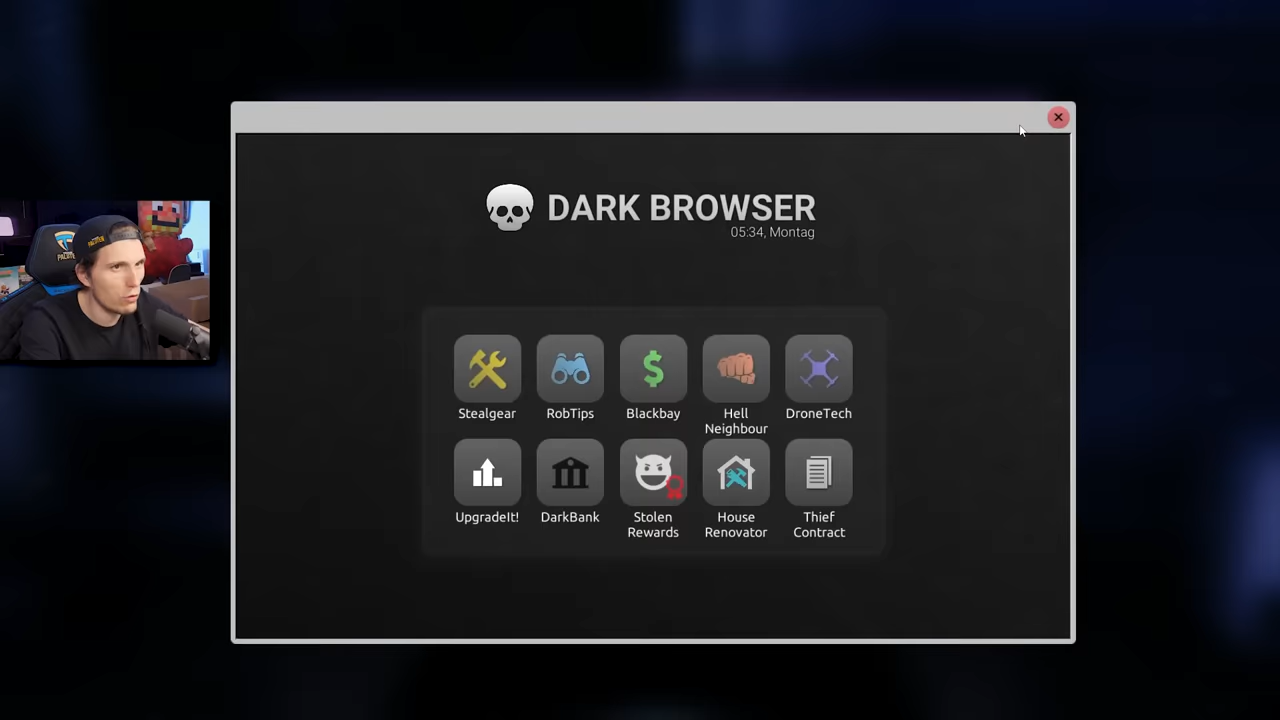 DARK BROWSER
05:34, Montag
Stealgear
RobTips
Blackbay
Hell
Neighbour
DroneTech
UpgradeIt!
DarkBank
Stolen
Rewards
House
Renovator
Thief
Contract